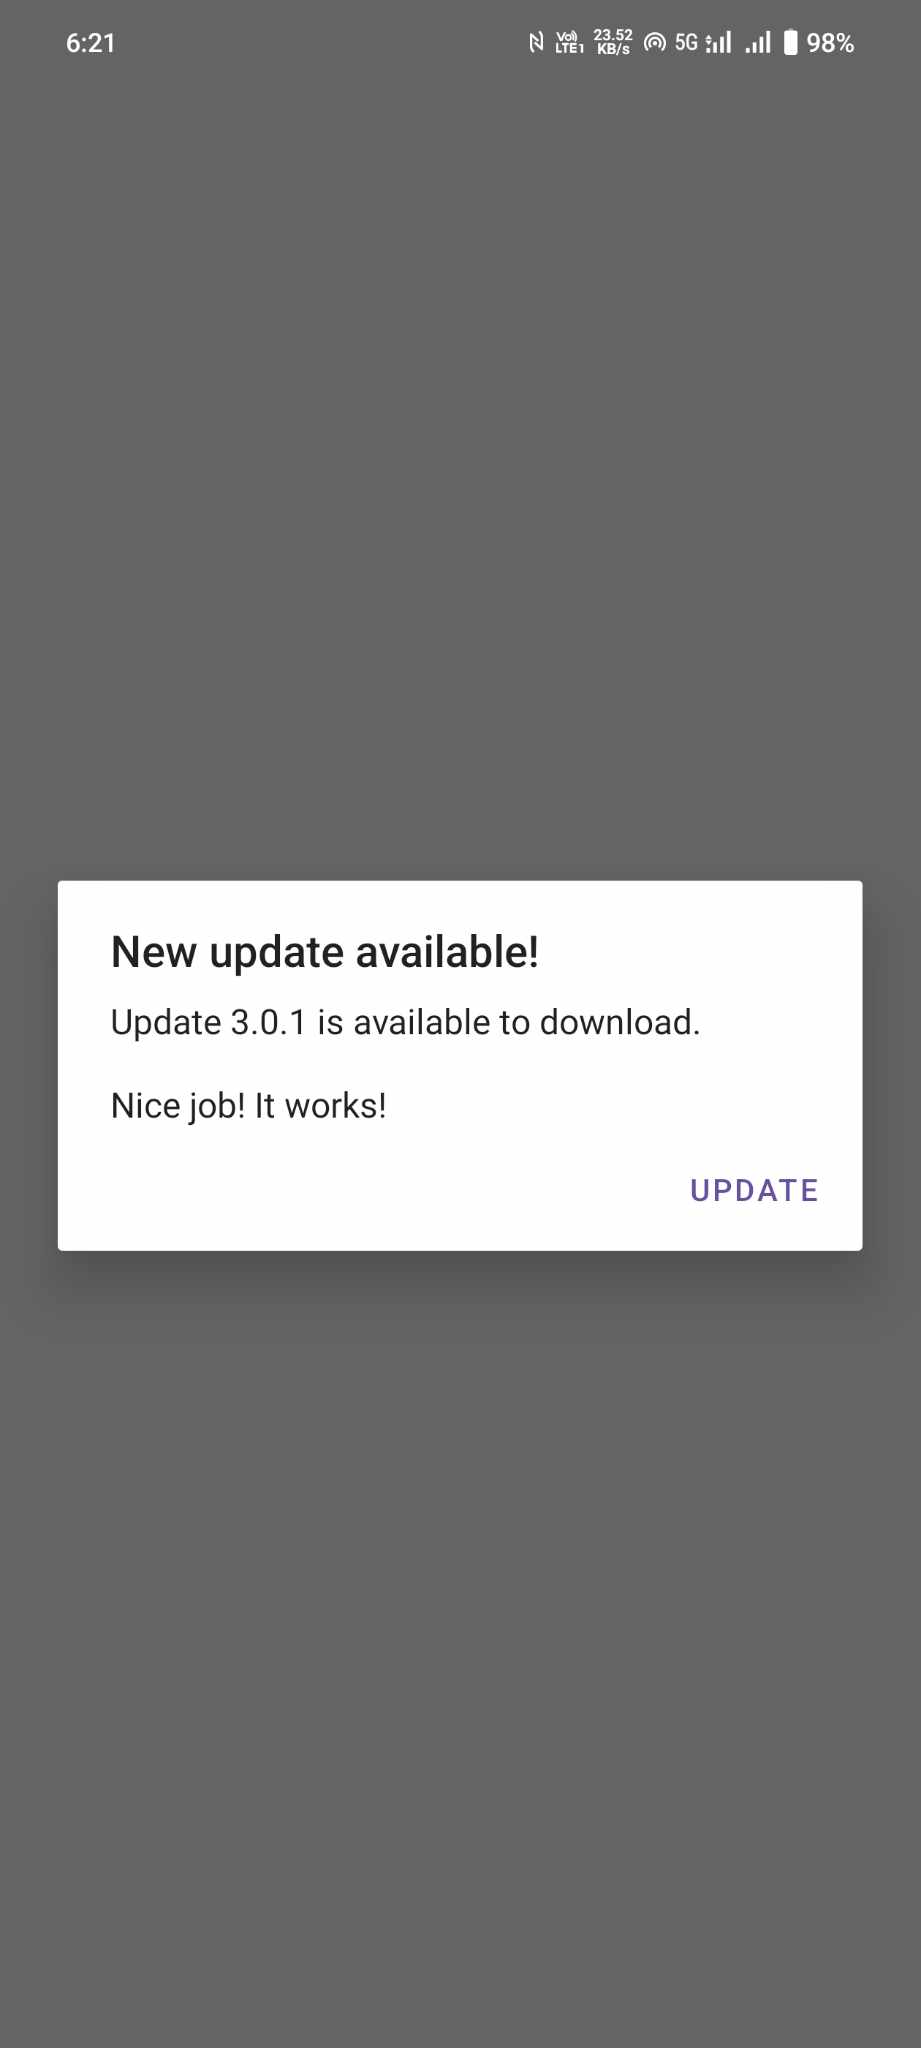 6:21
Vo))
LTE1
23.52
KB/s
5G
98%
New update available!
Update 3.0.1 is available to download.
Nice job! It works!
UPDATE